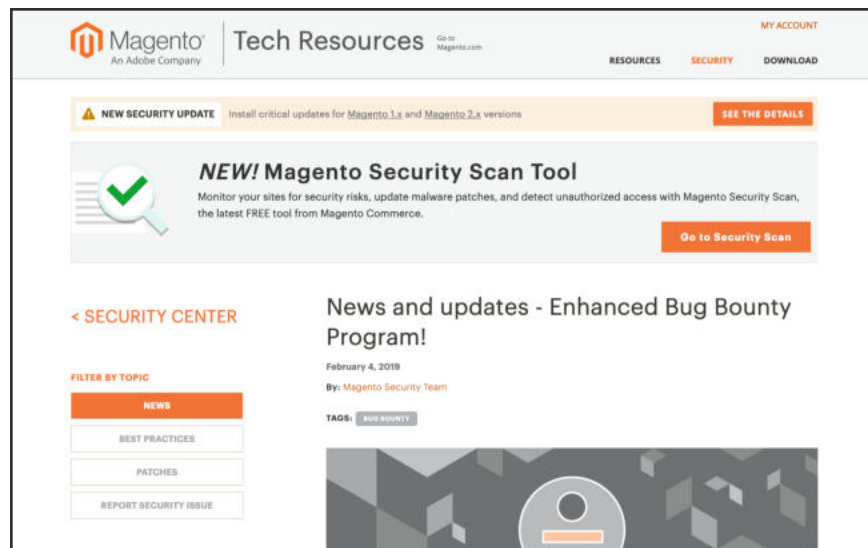 Magento®
An Adobe Company
Tech Resources
Go to
Magento.com
MY ACCOUNT
RESOURCES SECURITY DOWNLOAD
NEW SECURITY UPDATE Install critical updates for Magento 1.x and Magento 2.x versions SEE THE DETAILS
NEW! Magento Security Scan Tool
Monitor your sites for security risks, update malware patches, and detect unauthorized access with Magento Security Scan,
the latest FREE tool from Magento Commerce.
Go to Security Scan
< SECURITY CENTER
FILTER BY TOPIC
NEWS
BEST PRACTICES
PATCHES
REPORT SECURITY ISSUE
News and updates - Enhanced Bug Bounty
Program!
February 4, 2019
By: Magento Security Team
TAGS: BUG BOUNTY